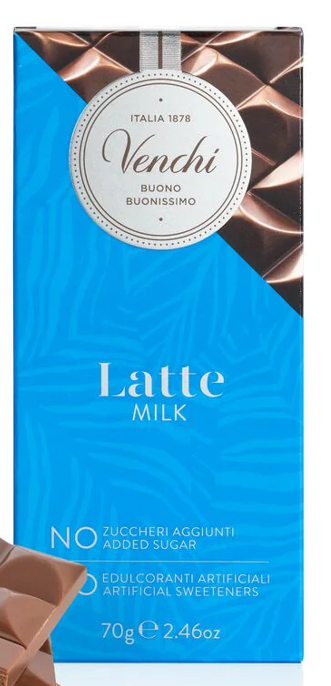 ITALIA 1878
Venchi
BUONO
BUONISSIMO
Latte
MILK
NO ZUCCHERI AGGIUNTI
ADDED SUGAR
EDULCORANTI ARTIFICIALI
ARTIFICIAL SWEETENERS
70g ℮ 2.46oz